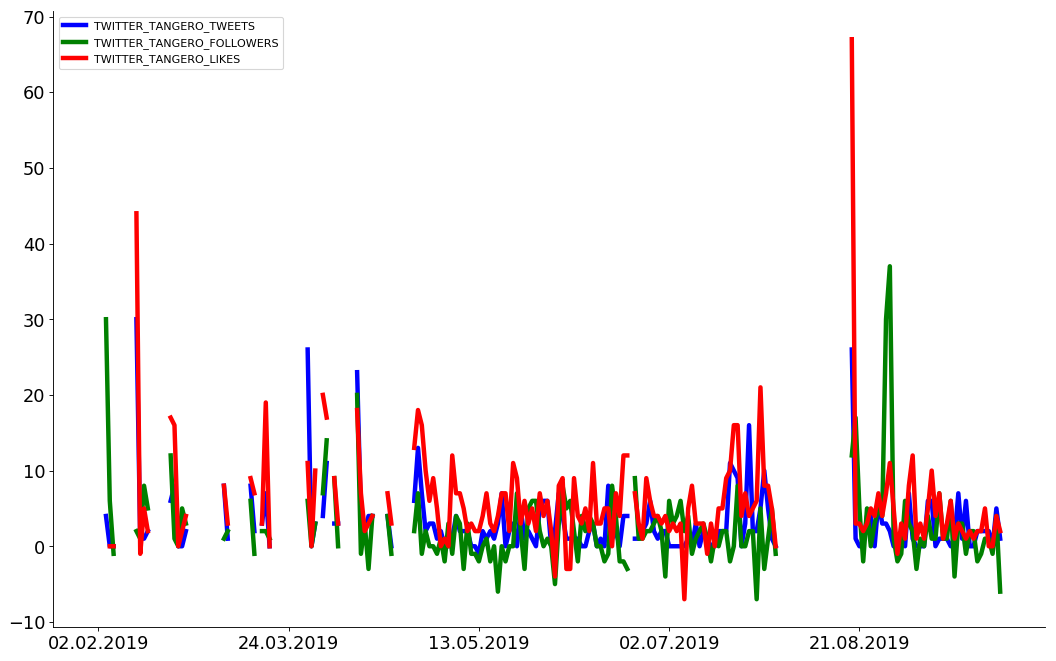 70
60
50
40
30
20
10
0
−10
TWITTER_TANGERO_TWEETS
TWITTER_TANGERO_FOLLOWERS
TWITTER_TANGERO_LIKES
02.02.2019 24.03.2019 13.05.2019 02.07.2019 21.08.2019